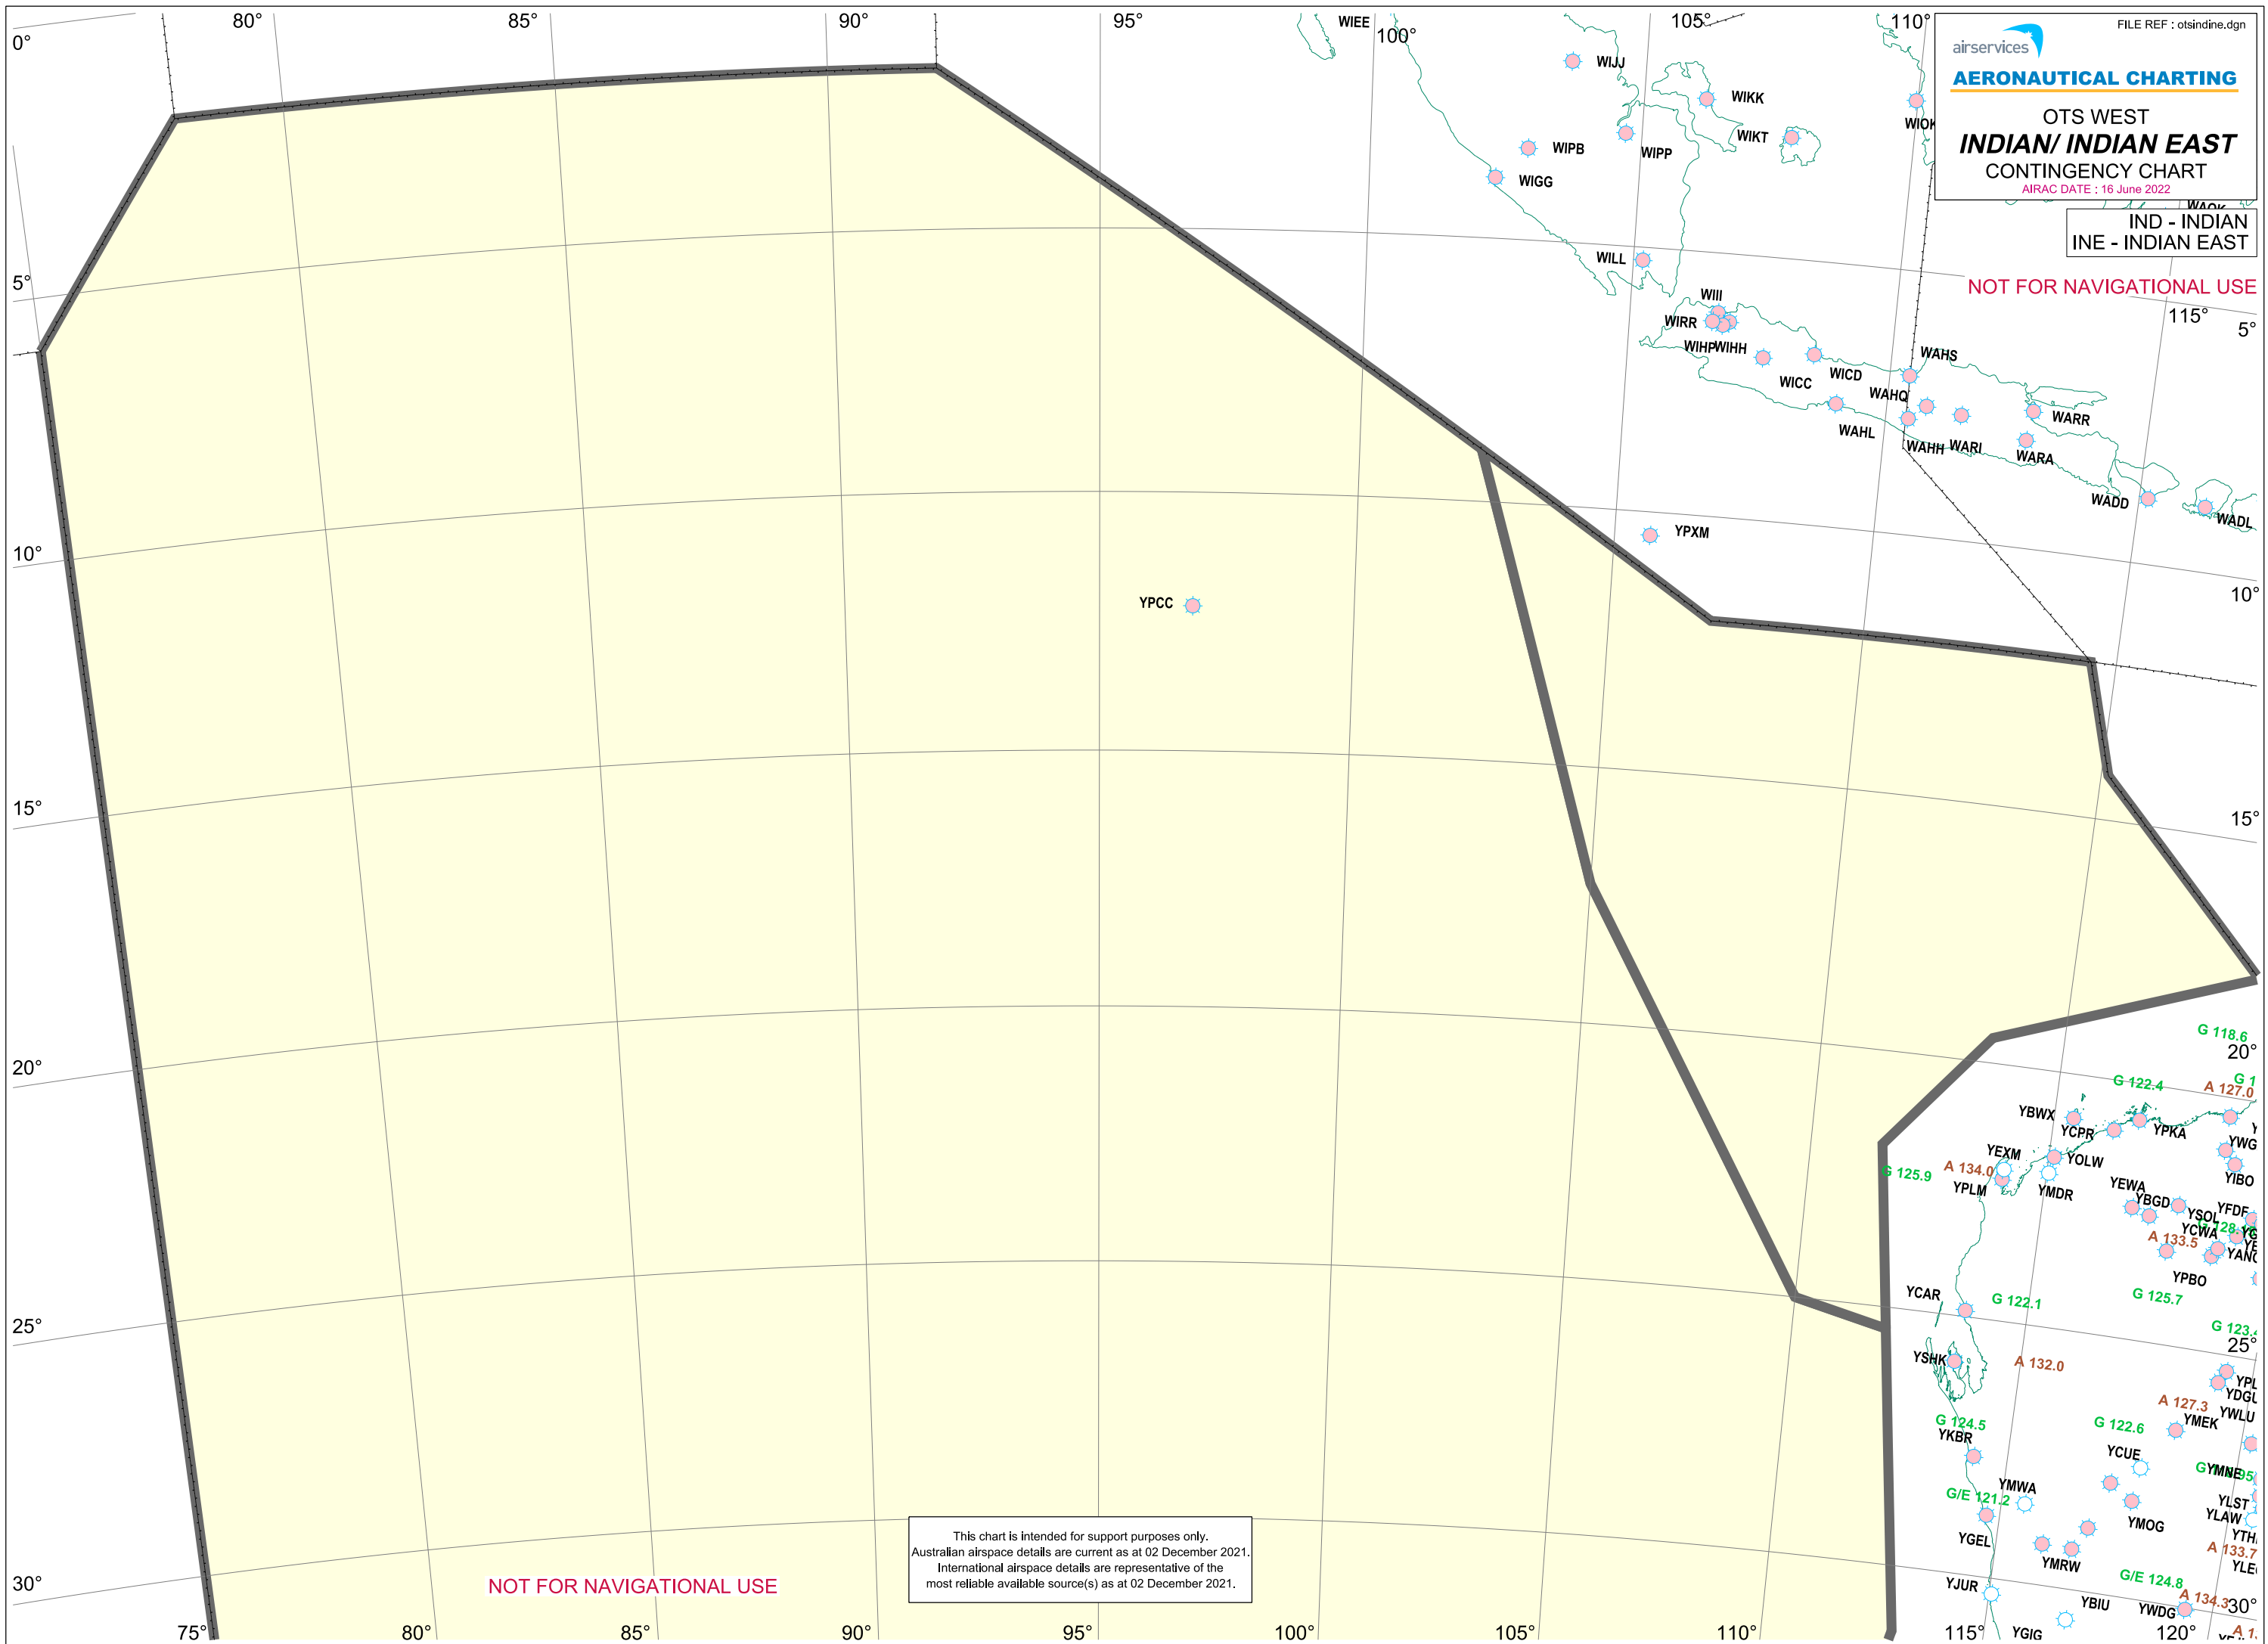 80°
85°
90°
95°
100°
105°
110°
0°
FILE REF : otsindine.dgn
airservices
AERONAUTICAL CHARTING
OTS WEST
INDIAN/ INDIAN EAST
CONTINGENCY CHART
AIRAC DATE : 16 June 2022
IND - INDIAN
INE - INDIAN EAST
NOT FOR NAVIGATIONAL USE
WIEE
WIJJ
WIKK
WIKT
WIPB
WIPP
WIGG
WILL
5°
115°
5°
WIII
WIRR
WIHP
WIHH
WICC
WICD
WAHS
WAHQ
WAHL
WAHH
WARI
WARR
WARA
WADD
WADL
YPXM
10°
10°
YPCC
15°
15°
G 118.6
20°
20°
G 122.4
A 127.0
YBWX
YCPR
YPKA
YEXM
YOLW
YIBO
G 125.9
A 134.0
YPLM
YMDR
YEWA
YBGD
YSOL
YFDF
YCWA
A 133.5
YPBO
YCAR
G 122.1
G 125.7
25°
25°
YSHK
A 132.0
YDGL
A 127.3
YWLU
G 124.5
G 122.6
YMEK
YKBR
YCUE
YMNE
YMWA
G/E 121.2
YLST
YLAW
YGEL
YMOG
A 133.7
YMRW
G/E 124.8
30°
30°
YJUR
YBIU
YWDG
A 134.3
YGIG
This chart is intended for support purposes only.
Australian airspace details are current as at 02 December 2021.
International airspace details are representative of the
most reliable available source(s) as at 02 December 2021.
NOT FOR NAVIGATIONAL USE
75°
80°
85°
90°
95°
100°
105°
110°
115°
120°